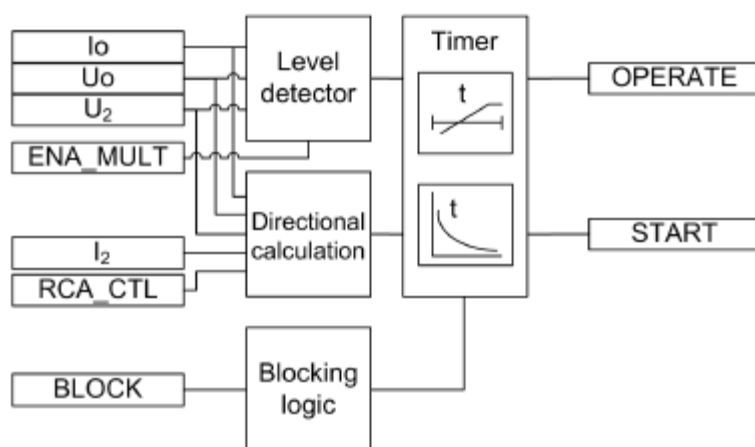 Io
Uo
U₂
ENA_MULT
I₂
RCA_CTL
BLOCK
Level
detector
Directional
calculation
Blocking
logic
Timer
t
t
OPERATE
START